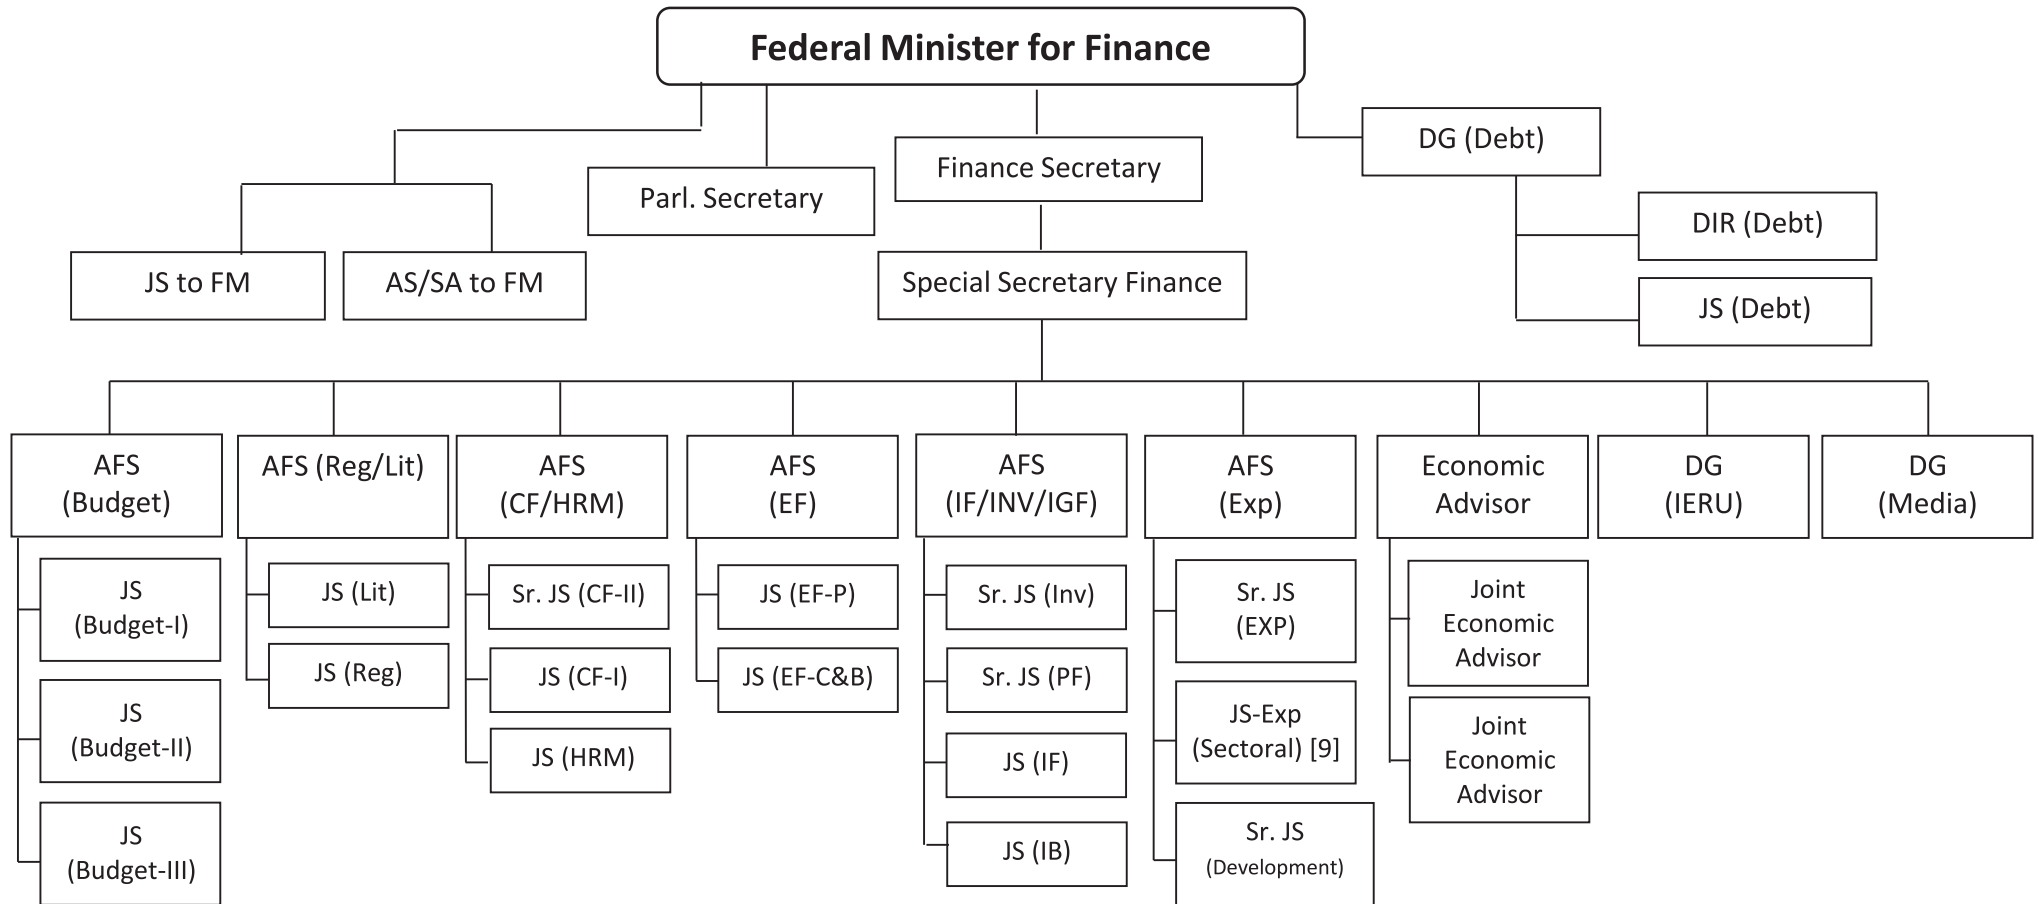 Federal Minister for Finance
DG (Debt)
Finance Secretary
Parl. Secretary
DIR (Debt)
JS to FM
AS/SA to FM
Special Secretary Finance
JS (Debt)
AFS
(Budget)
AFS (Reg/Lit)
AFS
(CF/HRM)
AFS
(EF)
AFS
(IF/INV/IGF)
AFS
(Exp)
Economic
Advisor
DG
(IERU)
DG
(Media)
JS
(Budget-I)
JS
(Budget-II)
JS
(Budget-III)
JS (Lit)
JS (Reg)
Sr. JS (CF-II)
JS (CF-I)
JS (HRM)
JS (EF-P)
JS (EF-C&B)
Sr. JS (Inv)
Sr. JS (PF)
JS (IF)
JS (IB)
Sr. JS
(EXP)
JS-Exp
(Sectoral) [9]
Sr. JS
(Development)
Joint
Economic
Advisor
Joint
Economic
Advisor